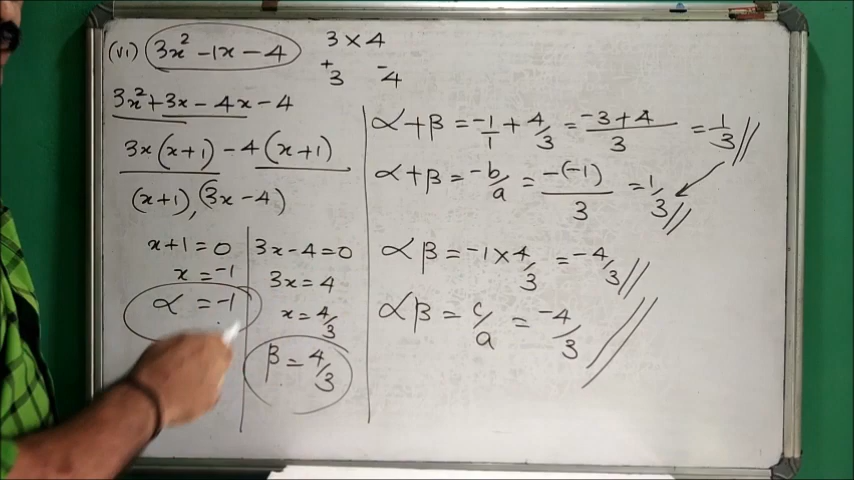 (vi) 3x² -1x -4 3×4
+3 -4
3x²+3x-4x-4
3x(x+1)-4(x+1)
(x+1),(3x-4)
x+1=0
x=-1
α=-1
3x-4=0
3x=4
x=4/3
β=4/3
α+β=-1/1+4/3=-3+4/3=1/3//
α+β=-b/a=-(-1)/3=1/3//
αβ=-1×4/3=-4/3//
αβ=c/a=-4/3//